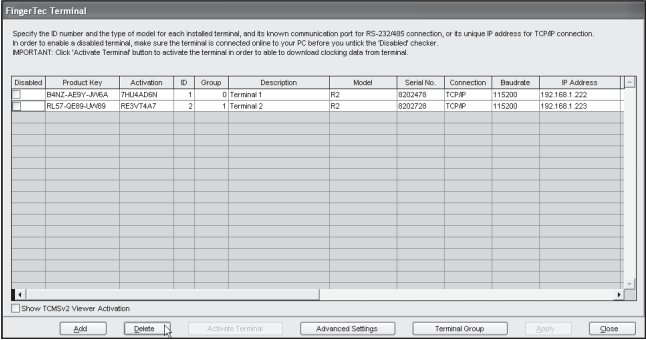 FingerTec Terminal
Specify the ID number and the type of model for each installed terminal, and its known communication port for RS-232/485 connection, or its unique IP address for TCP/IP connection.
In order to enable a disabled terminal, make sure the terminal is connected online to your PC before you untick the 'Disabled' checker.
IMPORTANT: Click 'Activate Terminal' button to activate the terminal in order to able to download clocking data from terminal.
Disabled Product Key Activation ID Group Description Model Serial No. Connection Baudrate IP Address
B4NZ-AE9Y-JW6A 7HU4AD6N 1 0 Terminal 1 R2 8202478 TCP/IP 115200 192.168.1.222
RL57-QE89-UW89 RE3VT4A7 2 1 Terminal 2 R2 8202728 TCP/IP 115200 192.168.1.223
Show TCMSv2 Viewer Activation
Add Delete Activate Terminal Advanced Settings Terminal Group Apply Close